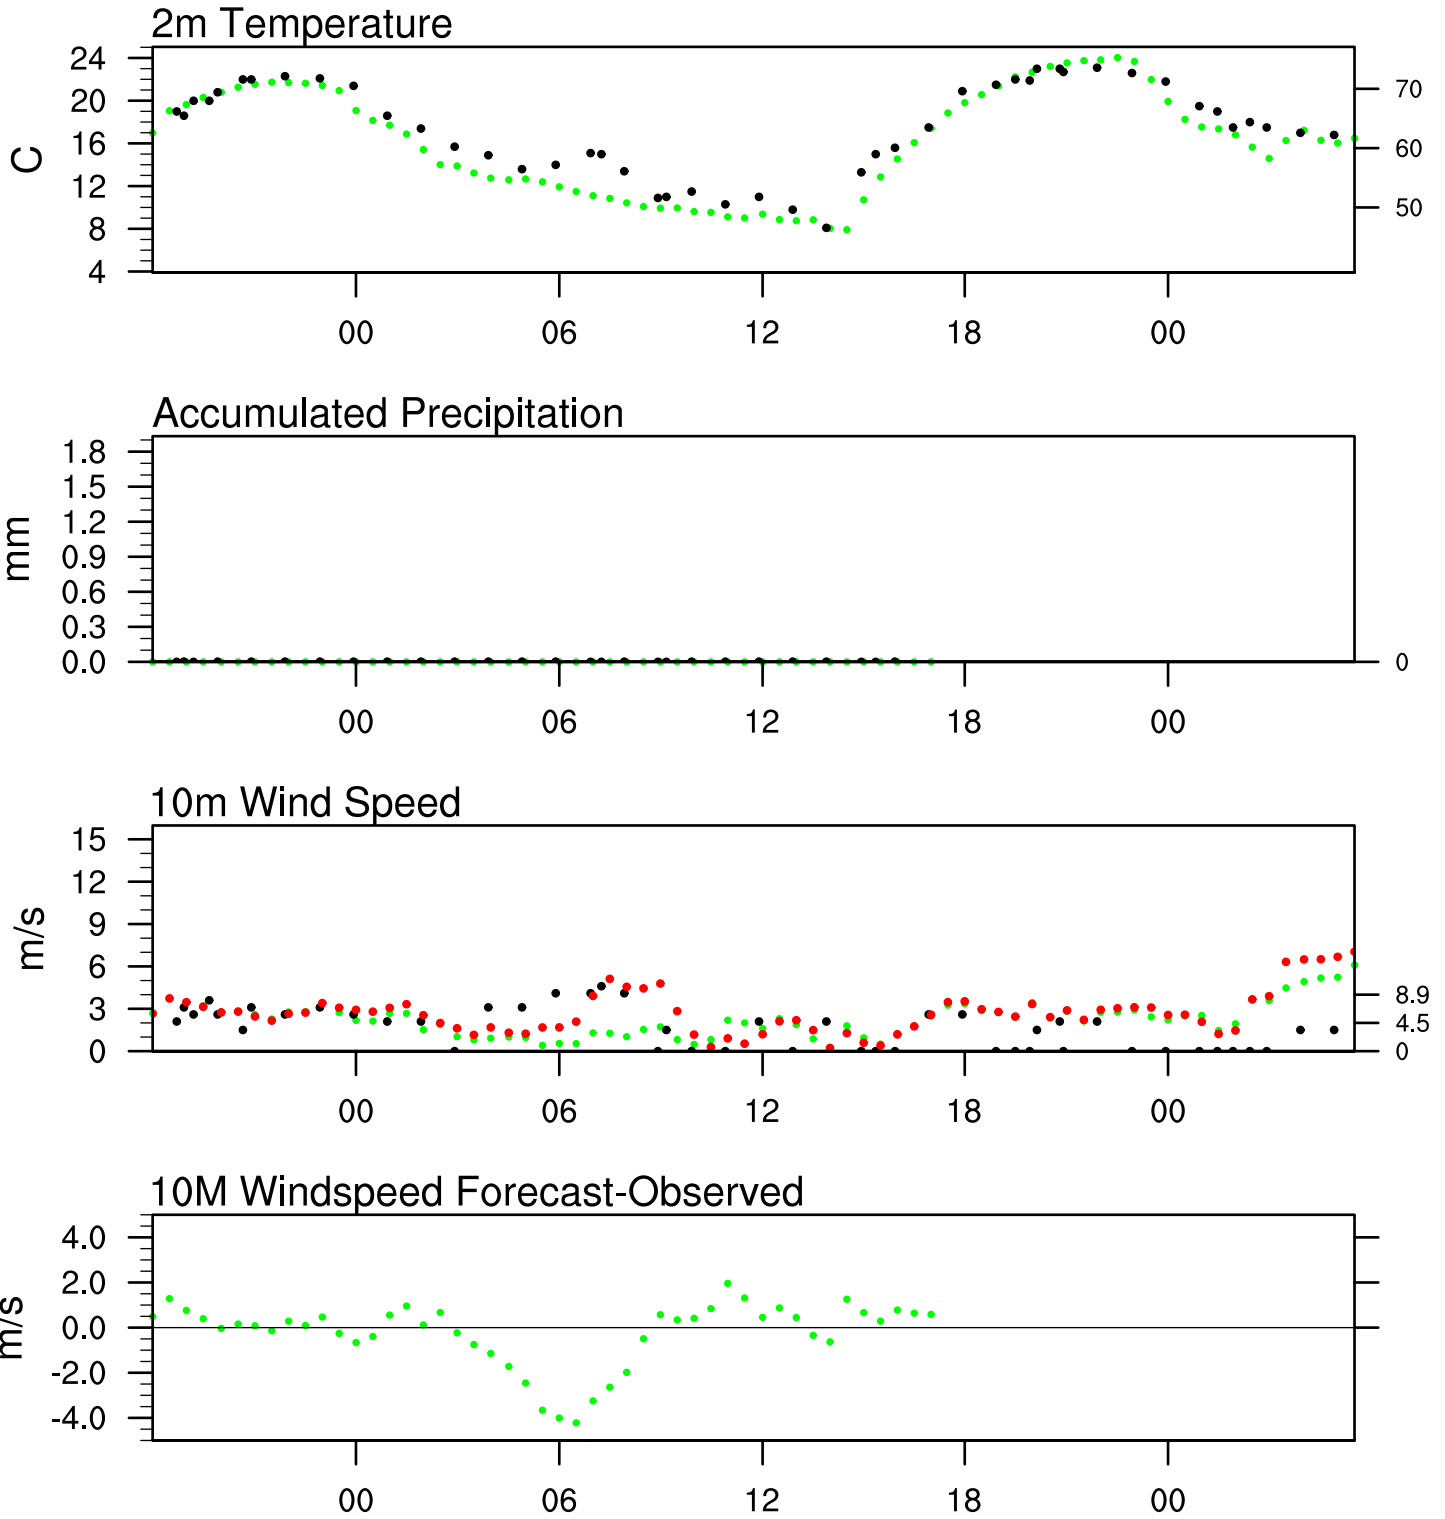 2m Temperature
24
20
16
12
8
4
C
70
60
50
00 06 12 18 00
Accumulated Precipitation
1.8
1.5
1.2
0.9
0.6
0.3
0.0
mm
0
00 06 12 18 00
10m Wind Speed
15
12
9
6
3
0
m/s
8.9
4.5
0
00 06 12 18 00
10M Windspeed Forecast-Observed
4.0
2.0
0.0
-2.0
-4.0
m/s
00 06 12 18 00